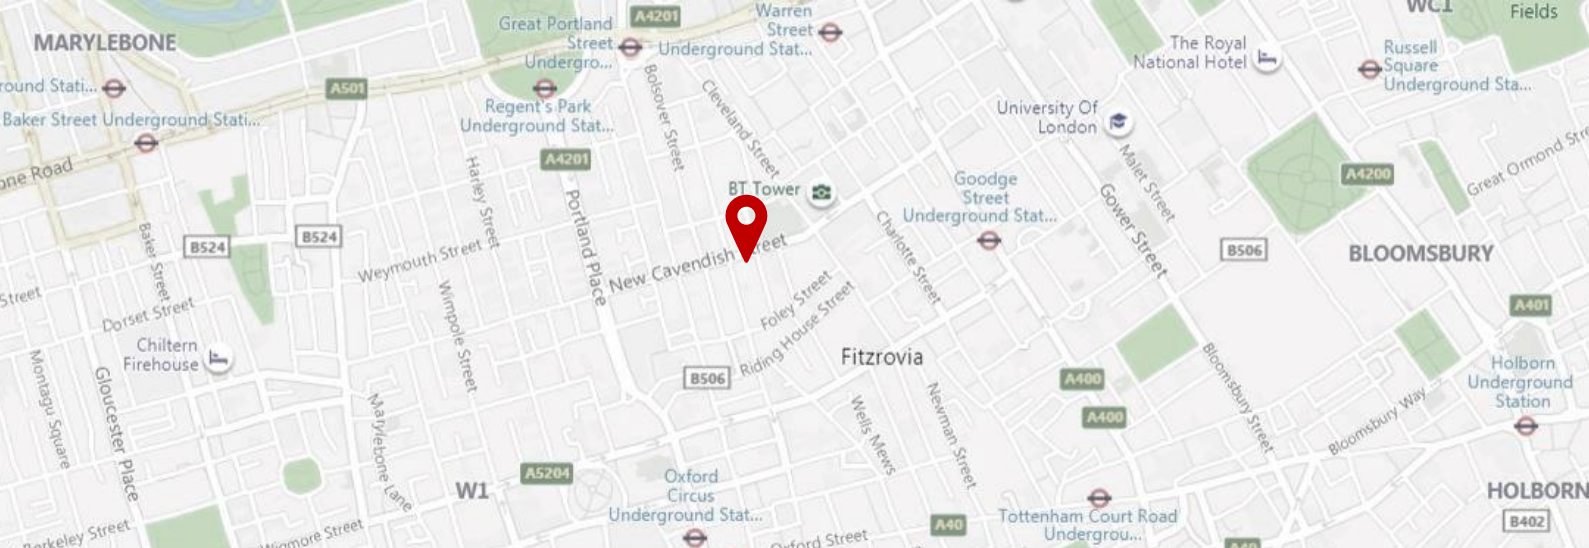 MARYLEBONE
Great Portland
Street
Undergro...
A4201
Warren
Street
Underground Stat...
WC1
Fields
The Royal
National Hotel
Russell
Square
Underground Sta...
round Stati...
Baker Street Underground Stati...
A501
Regent's Park
Underground Stat...
Bolsover Street
Cleveland Street
University Of
London
one Road
A4201
Harley Street
BT Tower
Goodge
Street
Underground Stat...
Malet Street
A4200
Great Ormond Str
Portland Place
Gower Street
Baker Street
B524
B524
Weymouth Street
New Cavendish Street
Charlotte Street
B506
BLOOMSBURY
Street
Dorset Street
Wimpole Street
Foley Street
Riding House Street
A401
Chiltern
Firehouse
Fitzrovia
Montagu Square
Gloucester Place
B506
A400
A400
Bloomsbury Street
Holborn
Underground
Station
Marylebone Lane
Wells Mews
Newman Street
Bloomsbury Way
W1
A5204
Oxford
Circus
Underground Stat...
HOLBORN
B402
Berkeley Street
Wigmore Street
Oxford Street
A40
Tottenham Court Road
Undergrou...
A40